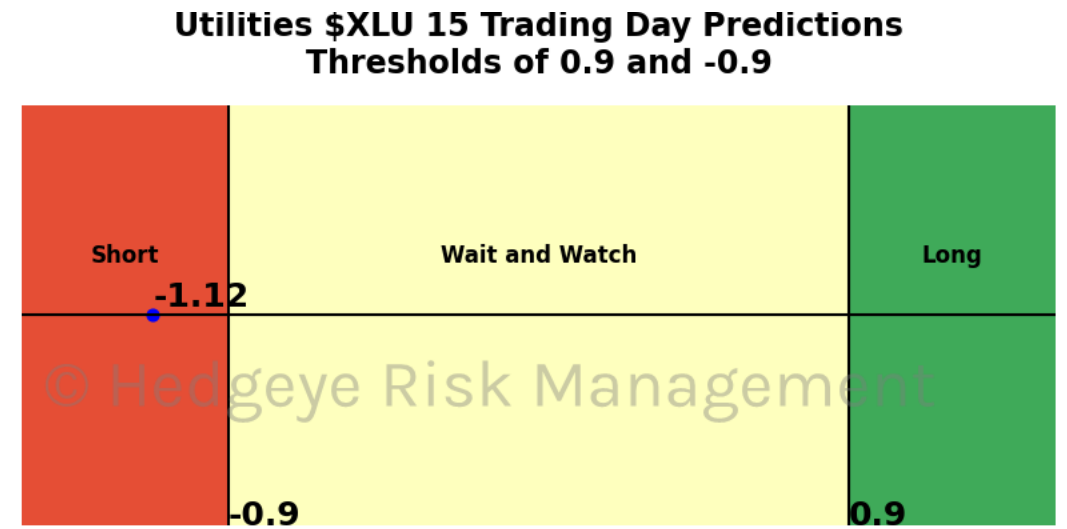 Utilities $XLU 15 Trading Day Predictions
Thresholds of 0.9 and -0.9
Short
Wait and Watch
Long
-1.12
© Hedgeye Risk Management
-0.9
0.9